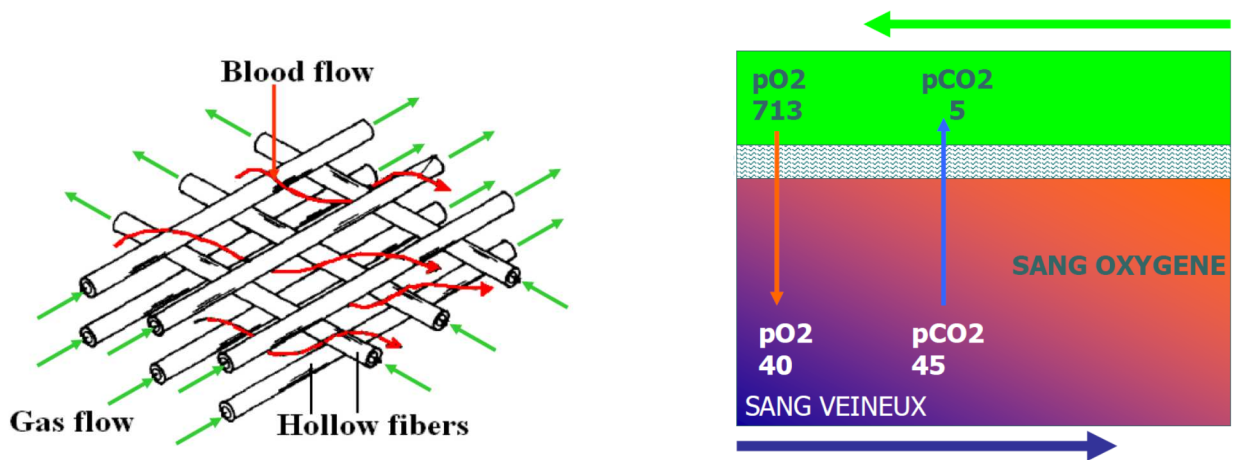 Blood flow
Gas flow
Hollow fibers
pO2
713
pCO2
5
SANG OXYGENE
pO2
40
pCO2
45
SANG VEINEUX